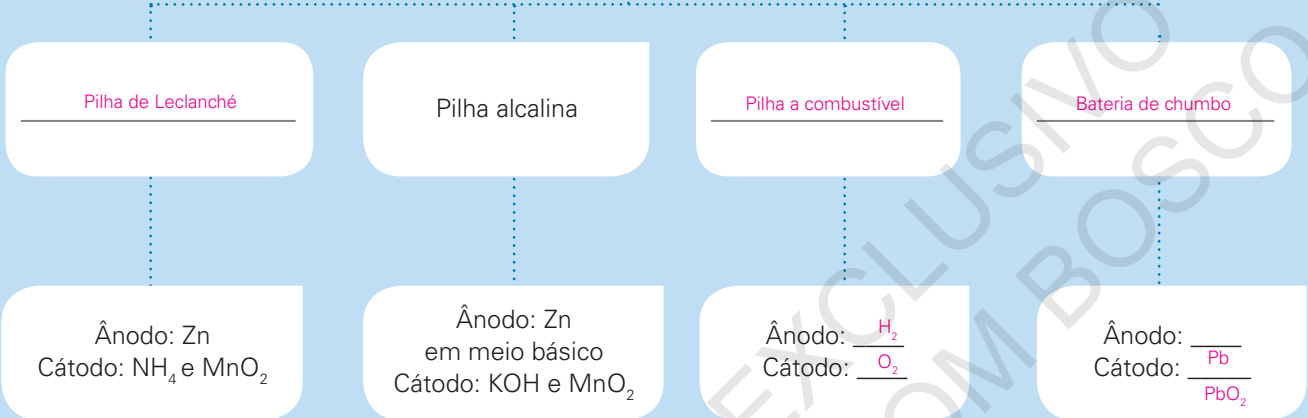 Pilha de Leclanché
Pilha alcalina
Pilha a combustível
Bateria de chumbo
Ânodo: Zn
Cátodo: NH₄ e MnO₂
Ânodo: Zn
em meio básico
Cátodo: KOH e MnO₂
Ânodo: H₂
Cátodo: O₂
Ânodo: ____
Cátodo: Pb
PbO₂
EXCLUSIVO
DOM BOSCO